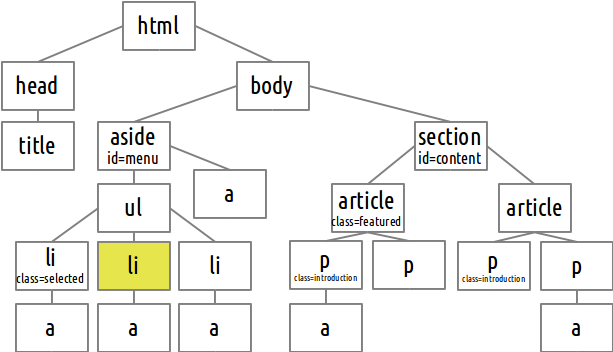 html
head
body
title
aside
id=menu
section
id=content
ul
a
article
class=featured
article
li
class=selected
li
li
p
class=introduction
p
p
class=introduction
p
a
a
a
a
a